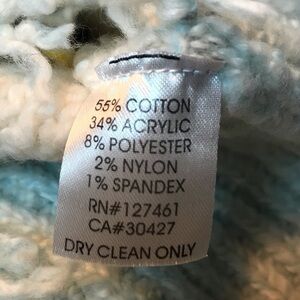 55% COTTON
34% ACRYLIC
8% POLYESTER
2% NYLON
1% SPANDEX
RN#127461
CA#30427
DRY CLEAN ONLY